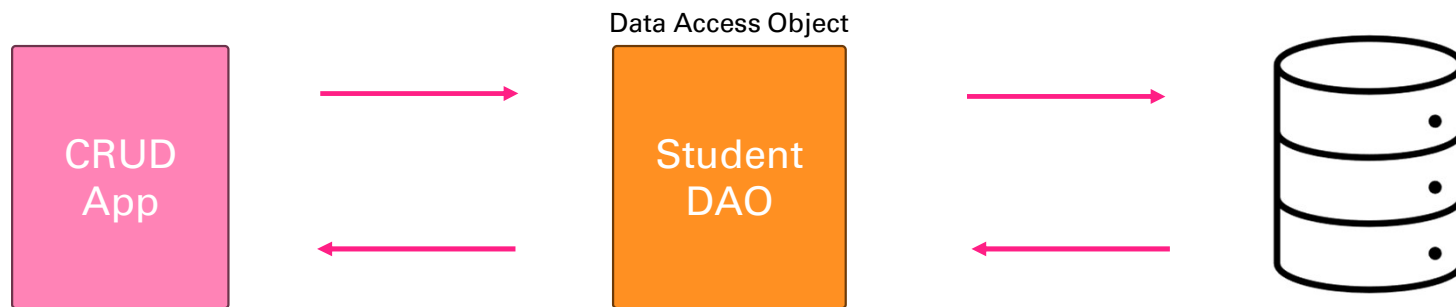 Data Access Object
CRUD
App
Student
DAO